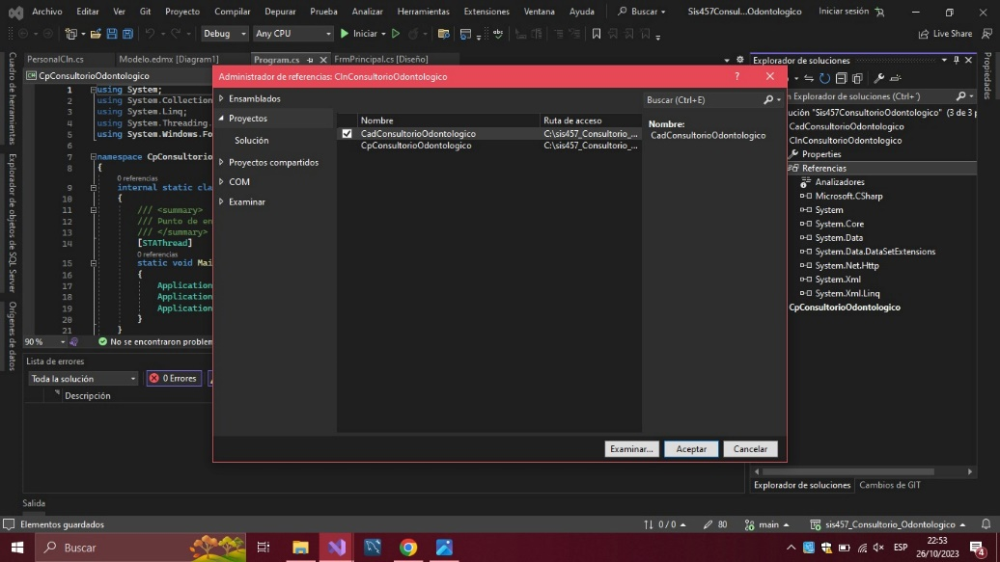 Archivo Editar Ver Git Proyecto Compilar Depurar Prueba Analizar Herramientas Extensiones Ventana Ayuda Buscar Sis457Consul...Odontologico Iniciar sesión
Debug Any CPU Iniciar Live Share
PersonalCln.cs Modelo.edmx [Diagram1] Program.cs FrmPrincipal.cs [Diseño]
CpConsultorioOdontologico
Cuadro de herramientas
Explorador de objetos de SQL Server
Orígenes de datos
1 using System;
2 using System.Collection
3 using System.Linq;
4 using System.Threading.
5 using System.Windows.Fo
6
7 namespace CpConsultorio
8 {
0 referencias
9 internal static cla
10 {
11 /// <summary>
12 /// Punto de en
13 /// </summary>
14 [STAThread]
0 referencias
15 static void Mai
16 {
17 Application
18 Application
19 Application
20 }
21 }
90 % No se encontraron problem
Lista de errores
Toda la solución 0 Errores
Descripción
Salida
Administrador de referencias: ClnConsultorioOdontologico ?
Ensamblados
Proyectos
Solución
Proyectos compartidos
COM
Examinar
Buscar (Ctrl+E)
Nombre Ruta de acceso
CadConsultorioOdontologico C:\sis457_Consultorio_...
CpConsultorioOdontologico C:\sis457_Consultorio_...
Nombre:
CadConsultorioOdontologico
Examinar... Aceptar Cancelar
Explorador de soluciones
n Explorador de soluciones (Ctrl+´)
ución "Sis457ConsultorioOdontologico" (3 de 3 p
CadConsultorioOdontologico
ClnConsultorioOdontologico
Properties
Referencias
Analizadores
Microsoft.CSharp
System
System.Core
System.Data
System.Data.DataSetExtensions
System.Net.Http
System.Xml
System.Xml.Linq
CpConsultorioOdontologico
Explorador de soluciones Cambios de GIT
Propiedades
Elementos guardados 0 / 0 80 main sis457_Consultorio_Odontologico
Buscar ESP 22:53
26/10/2023
4